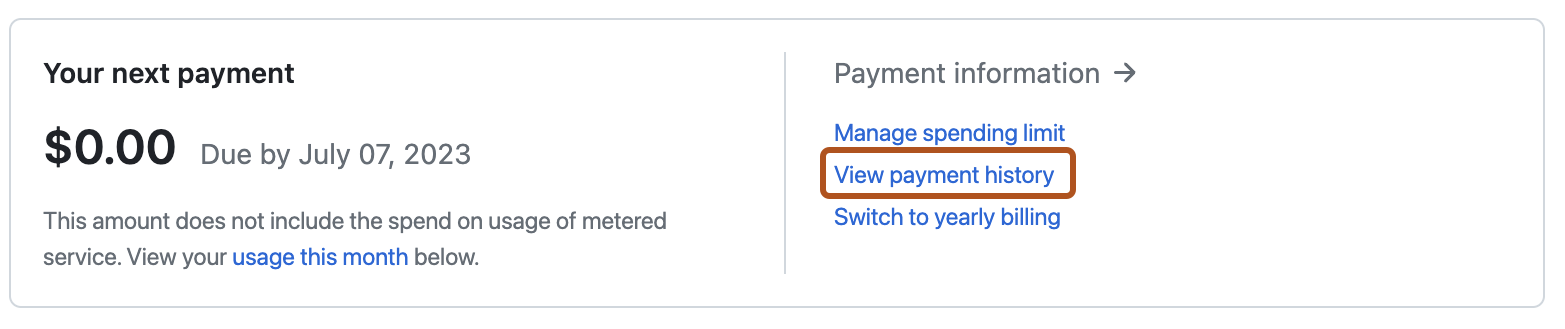 Your next payment
$0.00 Due by July 07, 2023
This amount does not include the spend on usage of metered
service. View your usage this month below.
Payment information →
Manage spending limit
View payment history
Switch to yearly billing